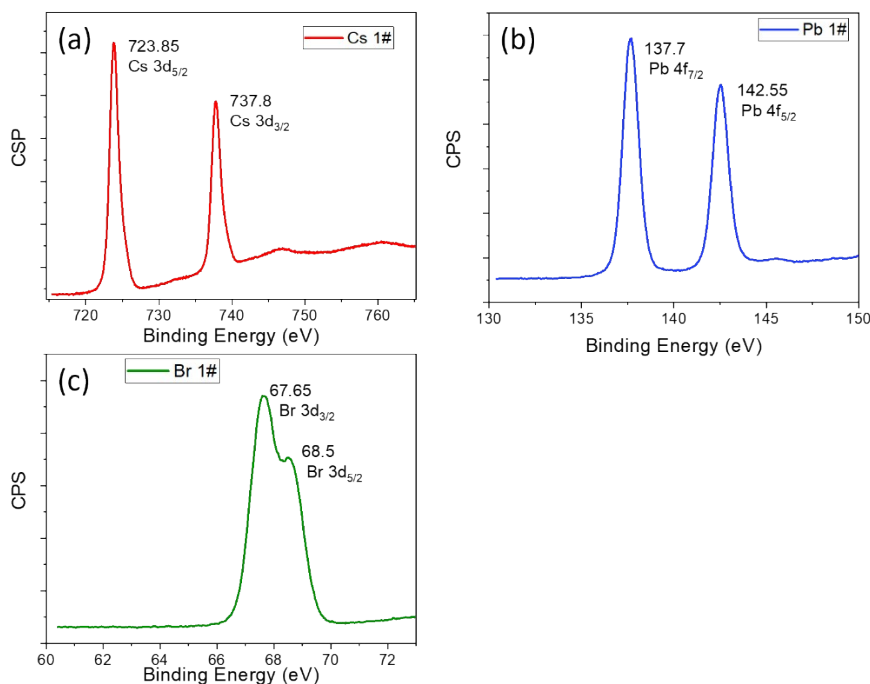 (a)
Cs 1#
723.85
Cs 3d5/2
737.8
Cs 3d3/2
CSP
720 730 740 750 760
Binding Energy (eV)
(b)
Pb 1#
137.7
Pb 4f7/2
142.55
Pb 4f5/2
CPS
130 135 140 145 150
Binding Energy (eV)
(c)
Br 1#
67.65
Br 3d3/2
68.5
Br 3d5/2
CPS
60 62 64 66 68 70 72
Binding Energy (eV)